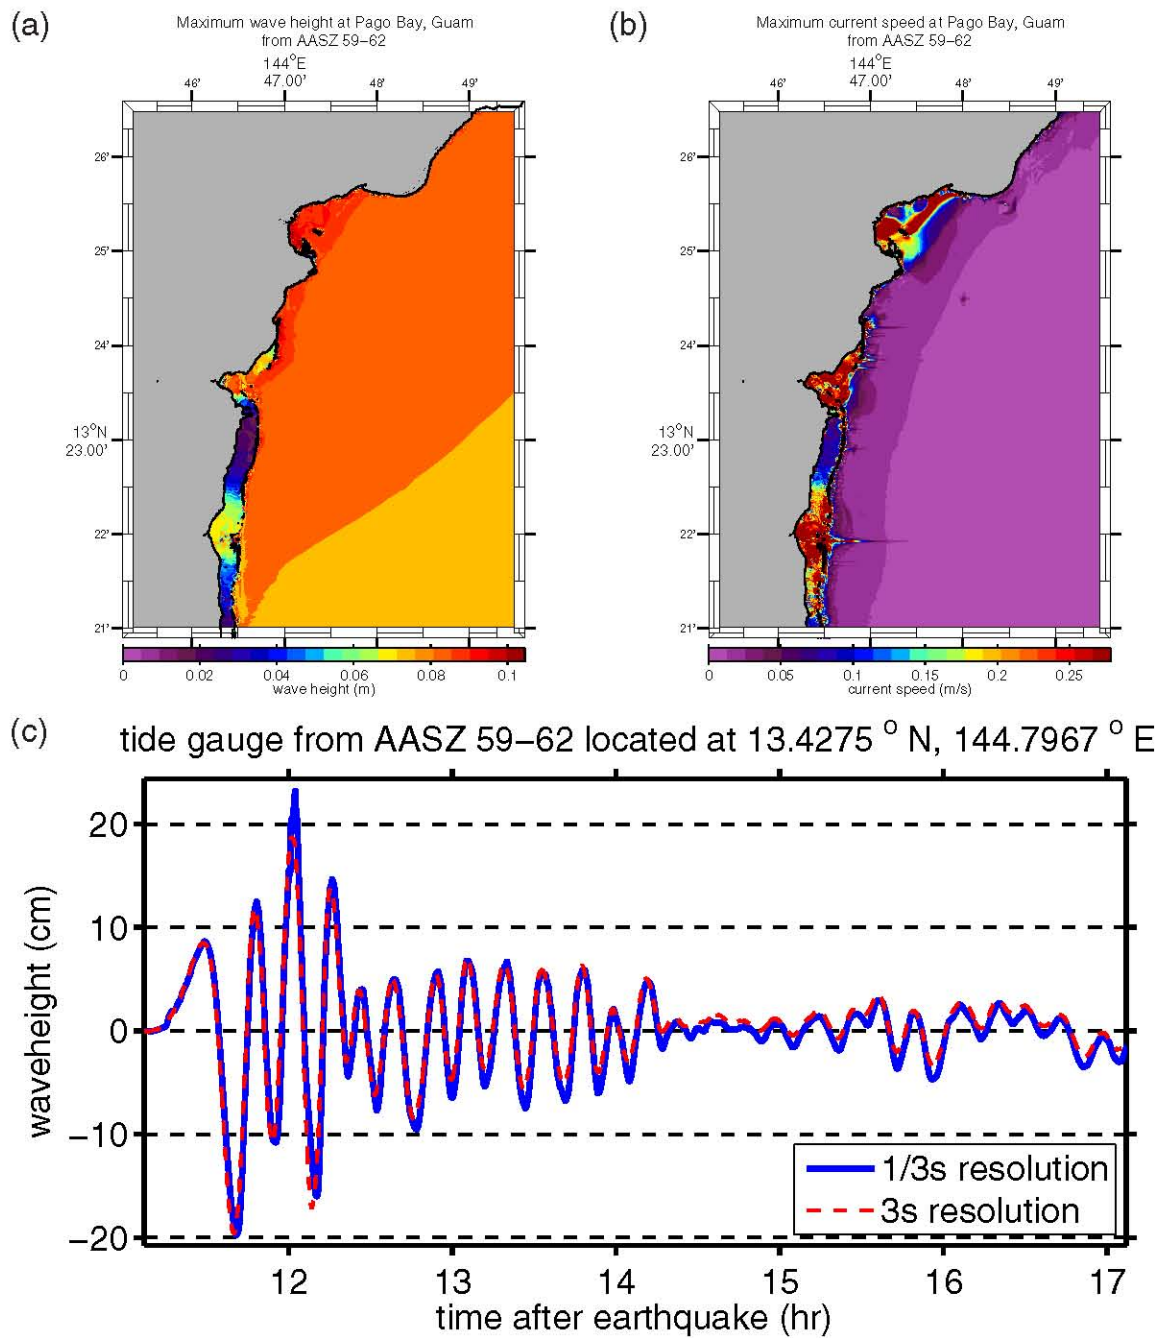 (a)
Maximum wave height at Pago Bay, Guam
from AASZ 59–62
144°E
46' 47.00' 48' 49'
26'
25'
24'
13°N
23.00'
22'
21'
0 0.02 0.04 0.06 0.08 0.1
wave height (m)
(b)
Maximum current speed at Pago Bay, Guam
from AASZ 59–62
144°E
46' 47.00' 48' 49'
26'
25'
24'
13°N
23.00'
22'
21'
0 0.05 0.1 0.15 0.2 0.25
current speed (m/s)
(c)
tide gauge from AASZ 59–62 located at 13.4275 ° N, 144.7967 ° E
waveheight (cm)
20
10
0
−10
−20
1/3s resolution
3s resolution
12 13 14 15 16 17
time after earthquake (hr)